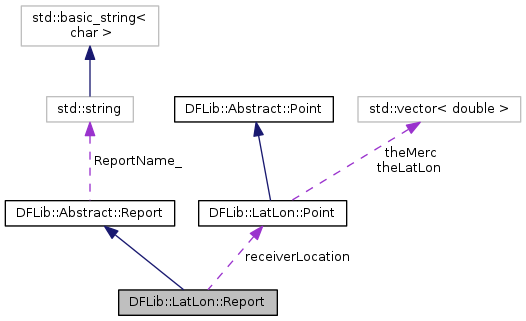 std::basic_string<
char >
std::string
DFLib::Abstract::Point
std::vector< double >
ReportName_
theMerc
theLatLon
DFLib::Abstract::Report
DFLib::LatLon::Point
receiverLocation
DFLib::LatLon::Report